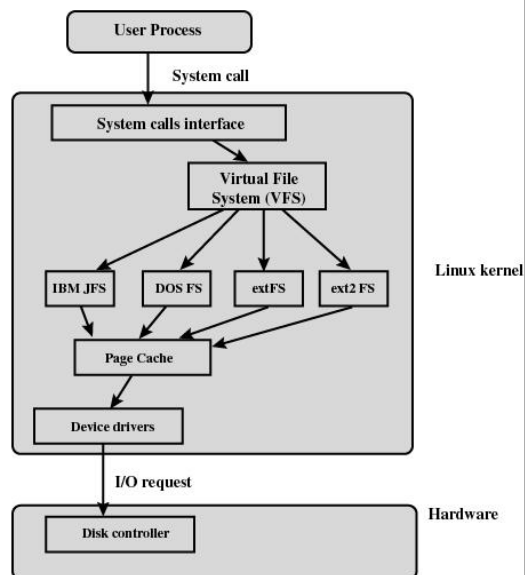 User Process
System call
System calls interface
Virtual File
System (VFS)
Linux kernel
IBM JFS
DOS FS
extFS
ext2 FS
Page Cache
Device drivers
I/O request
Hardware
Disk controller